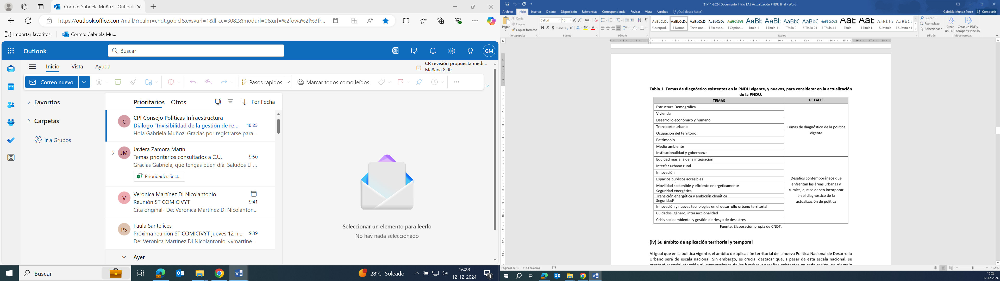 Correo: Gabriela Muñoz - Outlook
https://outlook.office.com/mail/?realm=cndt.gob.cl&exsvurl=1&ll-cc=3082&modurl=0&url=%2fowa%2f%3fr...
Importar favoritos
Correo: Gabriela Mu...
Outlook
Buscar
GM
Inicio
Vista
Ayuda
CR revisión propuesta medi...
Mañana 8:00
Correo nuevo
Pasos rápidos
Marcar todos como leídos
Favoritos
Carpetas
Ir a Grupos
Prioritarios
Otros
Por Fecha
C
CPI Consejo Politicas Infraestructura
Diálogo “Invisibilidad de la gestión de re... 10:25
Hola Gabriela Muñoz: Gracias por registrarse para...
JM
Javiera Zamora Marín
Temas prioritarios consultados a C.U. 9:50
Gracias Gabriela, que tengas buen día. Saludos El ...
Prioridades Sect...
V
Veronica Martínez Di Nicolantonio
Reunión ST COMICIVYT 9:41
Cita original- De: Veronica Martínez Di Nicolanton...
PS
Paula Santelices
Próxima reunión ST COMICIVYT jueves 12 n... 9:39
De: Veronica Martínez Di Nicolantonio <vmartine...
Ayer
Seleccionar un elemento para leerlo
No hay nada seleccionado
Buscar
1
28°C Soleado
16:28
12-12-2024
4
21-11-2024 Documento Inicio EAE Actualización PNDU final - Word
Archivo Inicio Insertar Diseño Disposición Referencias Correspondencia Revisar Vista Acrobat ¿Qué desea hacer?
Gabriela Muñoz Perez Compartir
Pegar
Cortar
Copiar
Copiar formato
Portapapeles
Calibri 10
N K S abc
Fuente
Párrafo
¶ cuerpod... ¶ Normal Texto nor... ¶ Sin espa... ¶ Caption... Título 1 ¶ Título 11 Título 2 ¶ Título 21 ¶ Título 41 Título ¶ Título1 Subtítulo ¶ Subtítulo1
Estilos
Buscar
Reemplazar
Seleccionar
Edición
Crear un PDF
Crear un PDF y compartir vínculo
Adobe Acrobat
Tabla 1. Temas de diagnóstico existentes en la PNDU vigente, y nuevos, para considerar en la actualización
de la PNDU.
TEMAS
DETALLE
Estructura Demográfica
Vivienda
Desarrollo económico y humano
Transporte urbano
Ocupación del territorio
Patrimonio
Medio ambiente
Institucionalidad y gobernanza
Temas de diagnóstico de la política
vigente
Equidad más allá de la integración
Interfaz urbano rural
Innovación
Espacios públicos accesibles
Movilidad sostenible y eficiente energéticamente
Seguridad energética
Transición energética y ambición climática
Seguridad⁶
Innovación y nuevas tecnologías en el desarrollo urbano territorial
Cuidados, género, interseccionalidad
Crisis socioambiental y gestión de riesgo de desastres
Desafíos contemporáneos que
enfrentan las áreas urbanas y
rurales, que se deben incorporar
en el diagnóstico de la
actualización de política
Fuente: Elaboración propia de CNDT.
(iv) Su ámbito de aplicación territorial y temporal
Al igual que en la política vigente, el ámbito de aplicación territorial de la nueva Política Nacional de Desarrollo
Urbano será de escala nacional. Sin embargo, es crucial destacar que, a pesar de esta escala nacional, se
prestará especial atención al levantamiento de las brechas y desafíos existentes en cada región, un ejemplo
Página 8 de 18 7143 palabras
132 %
16:28
12-12-2024